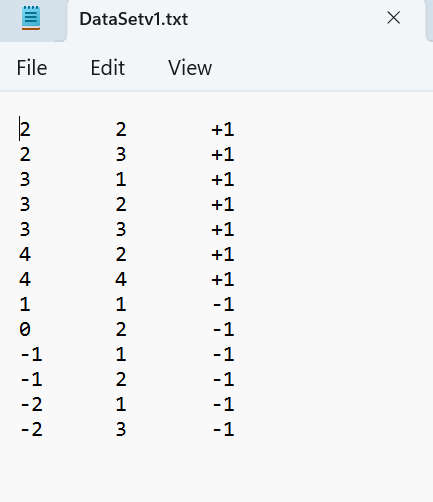 DataSetv1.txt
File Edit View
2 2 +1
2 3 +1
3 1 +1
3 2 +1
3 3 +1
4 2 +1
4 4 +1
1 1 -1
0 2 -1
-1 1 -1
-1 2 -1
-2 1 -1
-2 3 -1